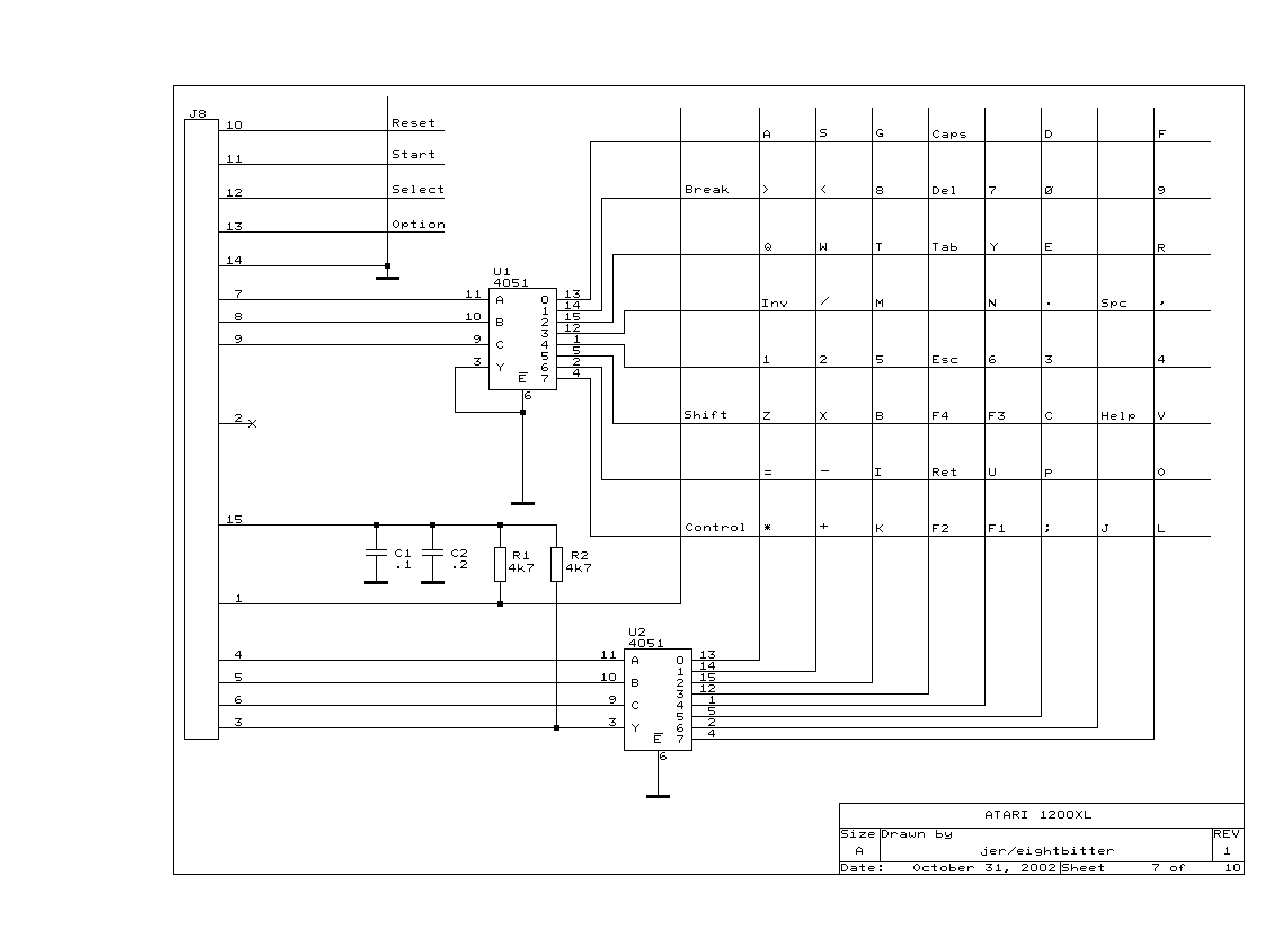 J8
10 Reset
11 Start
12 Select
13 Option
14
7
8
9
2 X
15
1
4
5
6
3
U1
4051
11 A 0 13
1 14
10 B 2 15
3 12
9 C 4 1
5 5
3 Y 6 2
E 7 4
6
A S G Caps D F
Break > < 8 Del 7 0 9
Q W T Tab Y E R
Inv / M N . Spc ,
1 2 5 Esc 6 3 4
Shift Z X B F4 F3 C Help V
= - I Ret U P O
Control * + K F2 F1 ; J L
C1
.1
C2
.2
R1
4k7
R2
4k7
U2
4051
11 A 0 13
1 14
10 B 2 15
3 12
9 C 4 1
5 5
3 Y 6 2
E 7 4
6
ATARI 1200XL
Size Drawn by REV
A jer/eightbitter 1
Date: October 31, 2002 Sheet 7 of 10